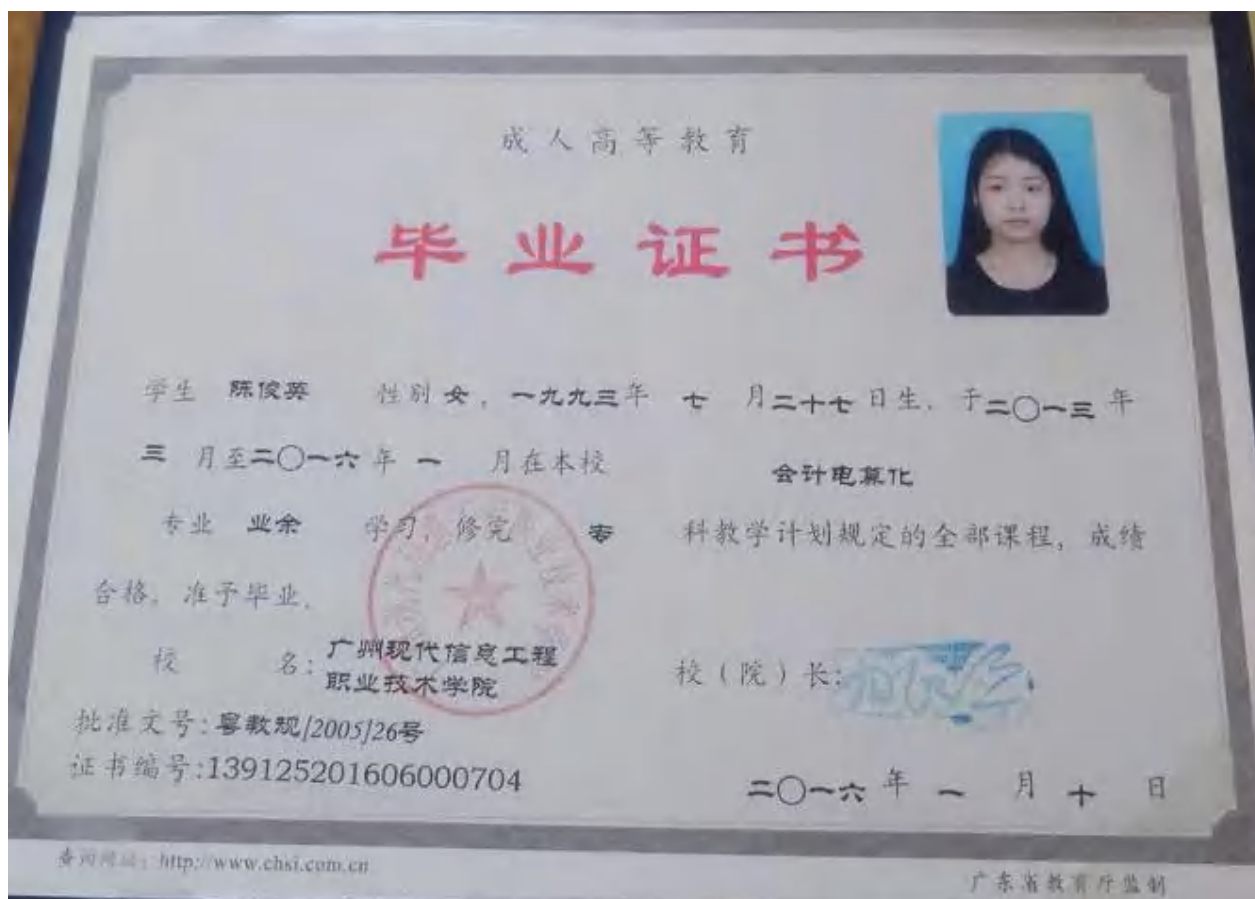 成人高等教育
毕业证书
学生 陈俊英 性别 女，一九九三年 七 月二十七日生，于二〇一三 年
三 月至二〇一六 年 一 月在本校 会计电算化
专业 业余 学习，修完 专 科教学计划规定的全部课程，成绩
合格，准予毕业。
校 名：广州现代信息工程
职业技术学院
校（院）长：
批准文号：粤教规[2005]26号
证书编号:139125201606000704
二〇一六 年 一 月 十 日
查询网址：http://www.chsi.com.cn
广东省教育厅监制